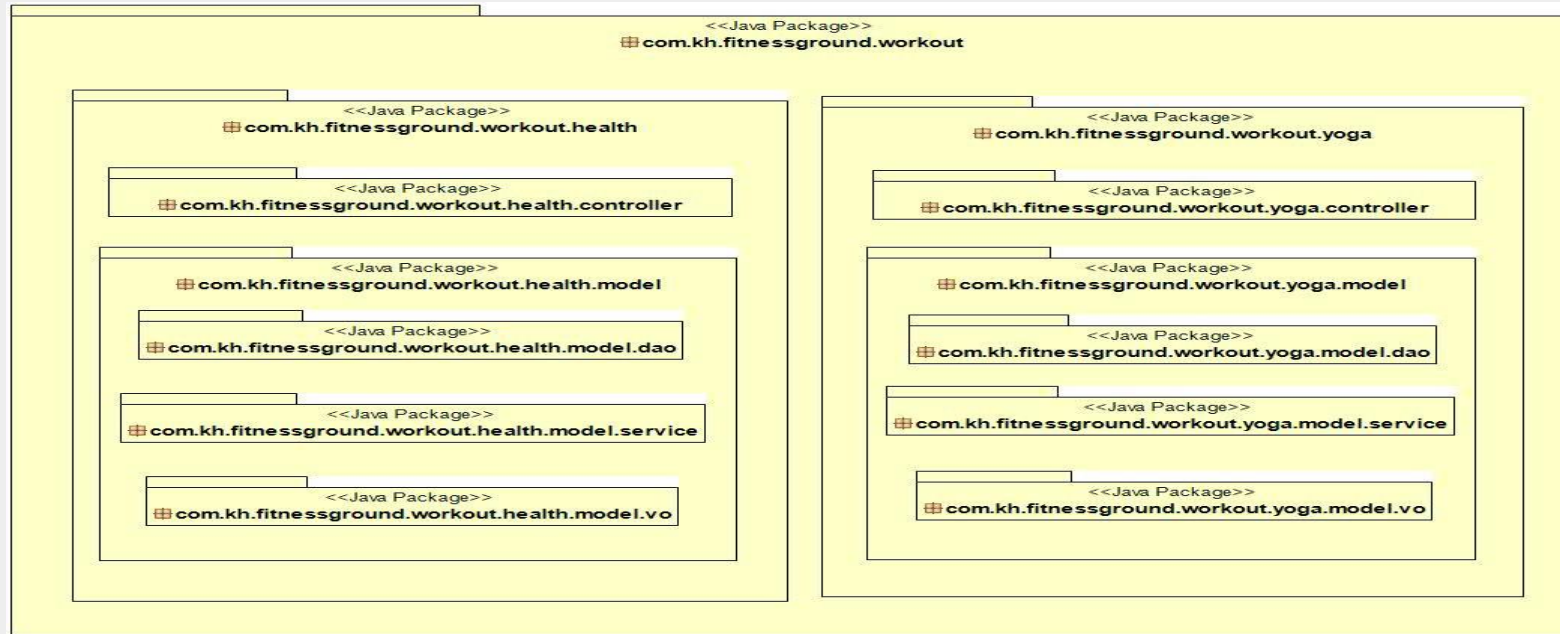 <<Java Package>>
com.kh.fitnessground.workout
<<Java Package>>
com.kh.fitnessground.workout.health
<<Java Package>>
com.kh.fitnessground.workout.health.controller
<<Java Package>>
com.kh.fitnessground.workout.health.model
<<Java Package>>
com.kh.fitnessground.workout.health.model.dao
<<Java Package>>
com.kh.fitnessground.workout.health.model.service
<<Java Package>>
com.kh.fitnessground.workout.health.model.vo
<<Java Package>>
com.kh.fitnessground.workout.yoga
<<Java Package>>
com.kh.fitnessground.workout.yoga.controller
<<Java Package>>
com.kh.fitnessground.workout.yoga.model
<<Java Package>>
com.kh.fitnessground.workout.yoga.model.dao
<<Java Package>>
com.kh.fitnessground.workout.yoga.model.service
<<Java Package>>
com.kh.fitnessground.workout.yoga.model.vo